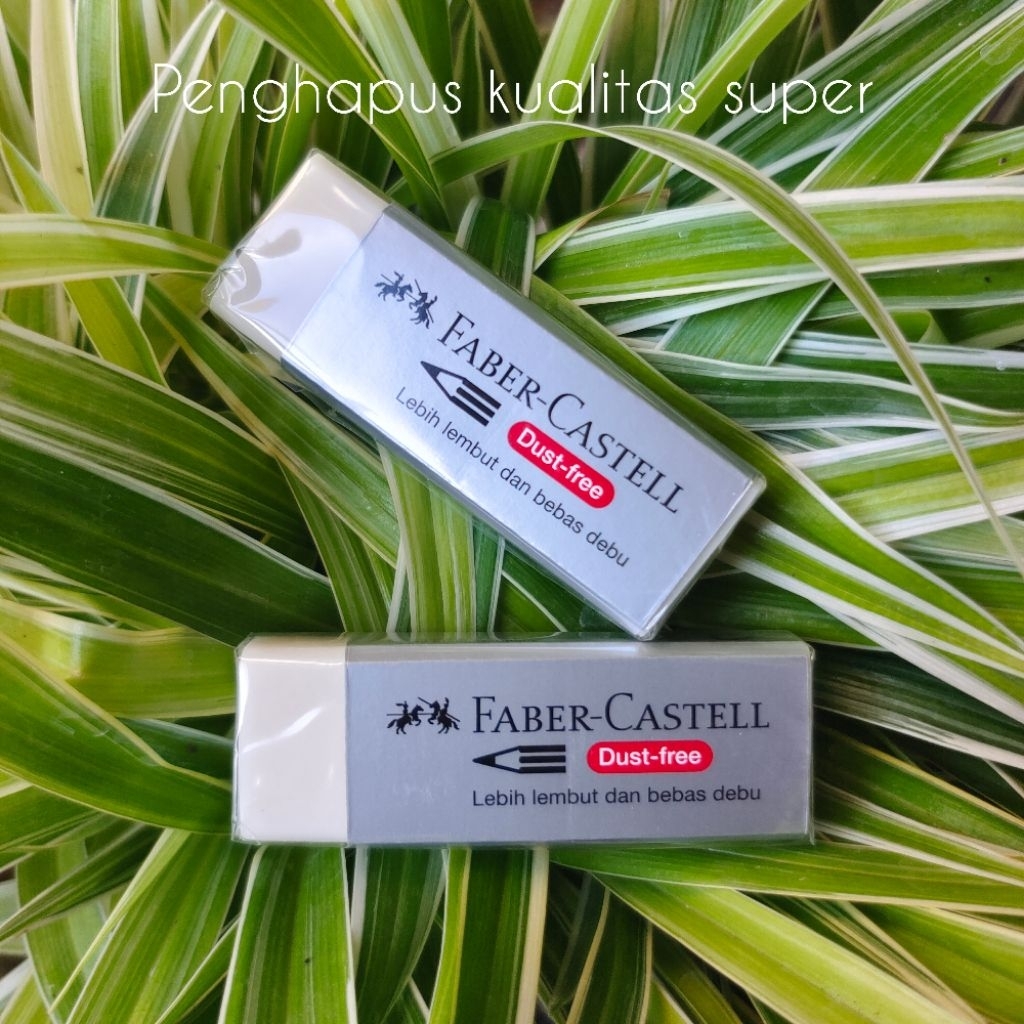 Penghapus kualitas super
FABER-CASTELL
Dust-free
Lebih lembut dan bebas debu
FABER-CASTELL
Dust-free
Lebih lembut dan bebas debu